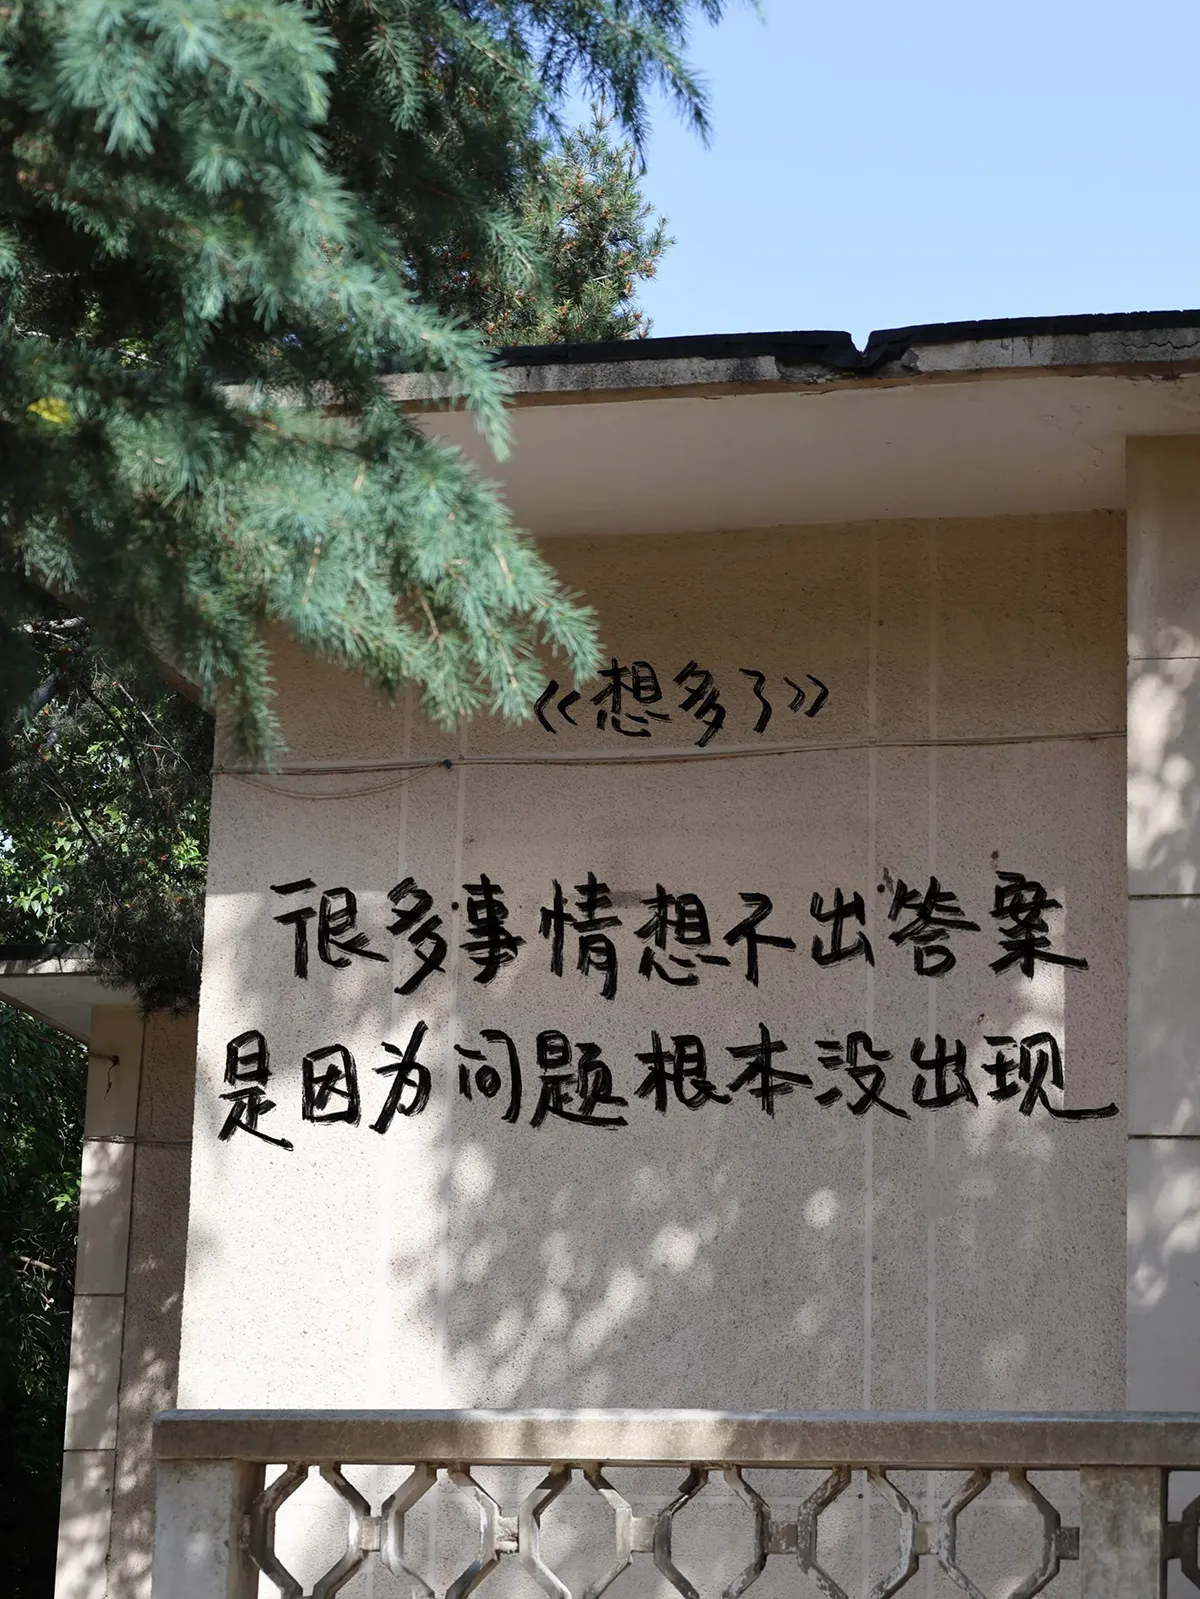 《想多了》
很多事情想不出答案
是因为问题根本没出现